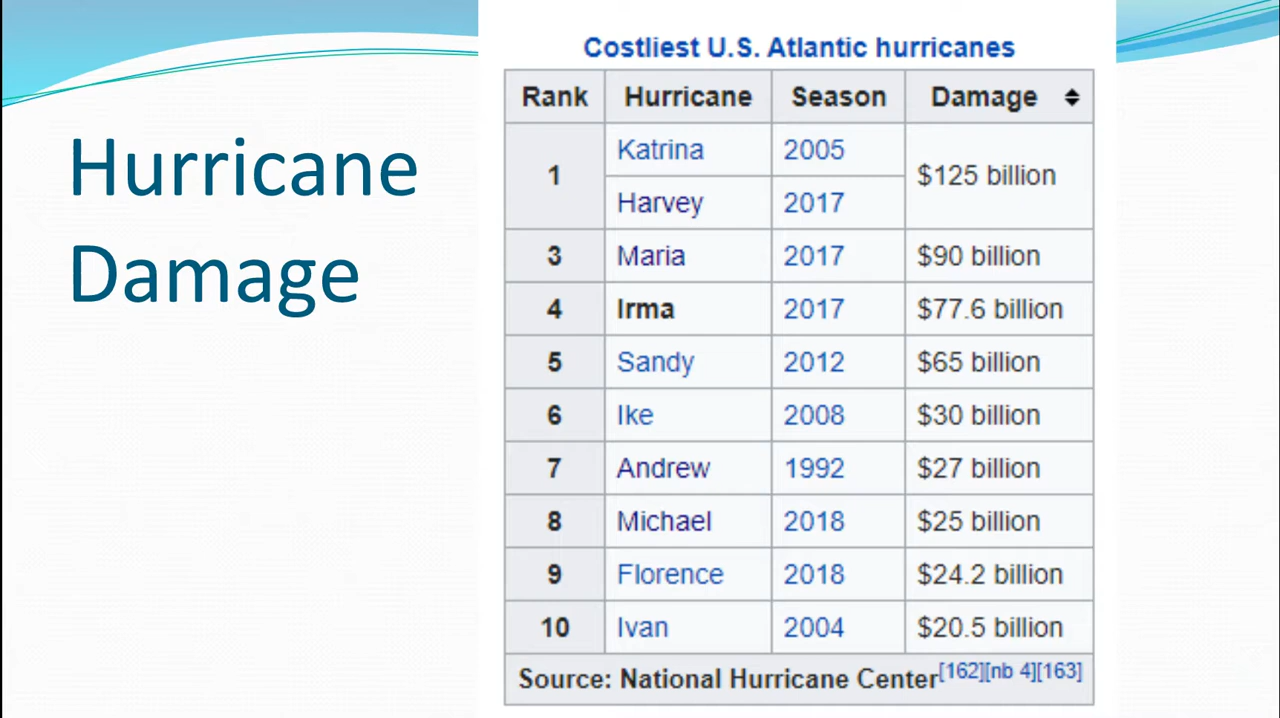 Hurricane
Damage
Costliest U.S. Atlantic hurricanes
Rank Hurricane Season Damage
1 Katrina 2005 $125 billion
Harvey 2017
3 Maria 2017 $90 billion
4 Irma 2017 $77.6 billion
5 Sandy 2012 $65 billion
6 Ike 2008 $30 billion
7 Andrew 1992 $27 billion
8 Michael 2018 $25 billion
9 Florence 2018 $24.2 billion
10 Ivan 2004 $20.5 billion
Source: National Hurricane Center[162][nb 4][163]